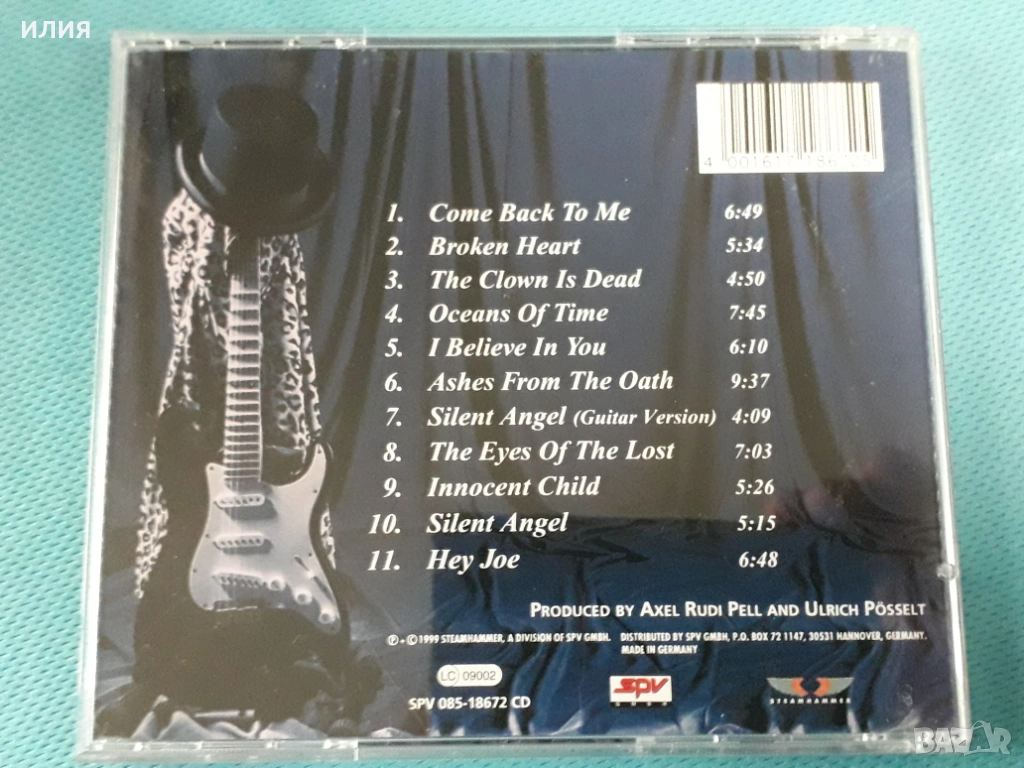 илия
4 001617 186725
1. Come Back To Me 6:49
2. Broken Heart 5:34
3. The Clown Is Dead 4:50
4. Oceans Of Time 7:45
5. I Believe In You 6:10
6. Ashes From The Oath 9:37
7. Silent Angel (Guitar Version) 4:09
8. The Eyes Of The Lost 7:03
9. Innocent Child 5:26
10. Silent Angel 5:15
11. Hey Joe 6:48
PRODUCED BY AXEL RUDI PELL AND ULRICH PÖSSELT
℗ + © 1999 STEAMHAMMER, A DIVISION OF SPV GMBH. DISTRIBUTED BY SPV GMBH, P.O. BOX 72 1147, 30531 HANNOVER, GERMANY.
MADE IN GERMANY
LC 09002
SPV 085-18672 CD
SPV
GMBH
STEAMHAMMER
BAZAR